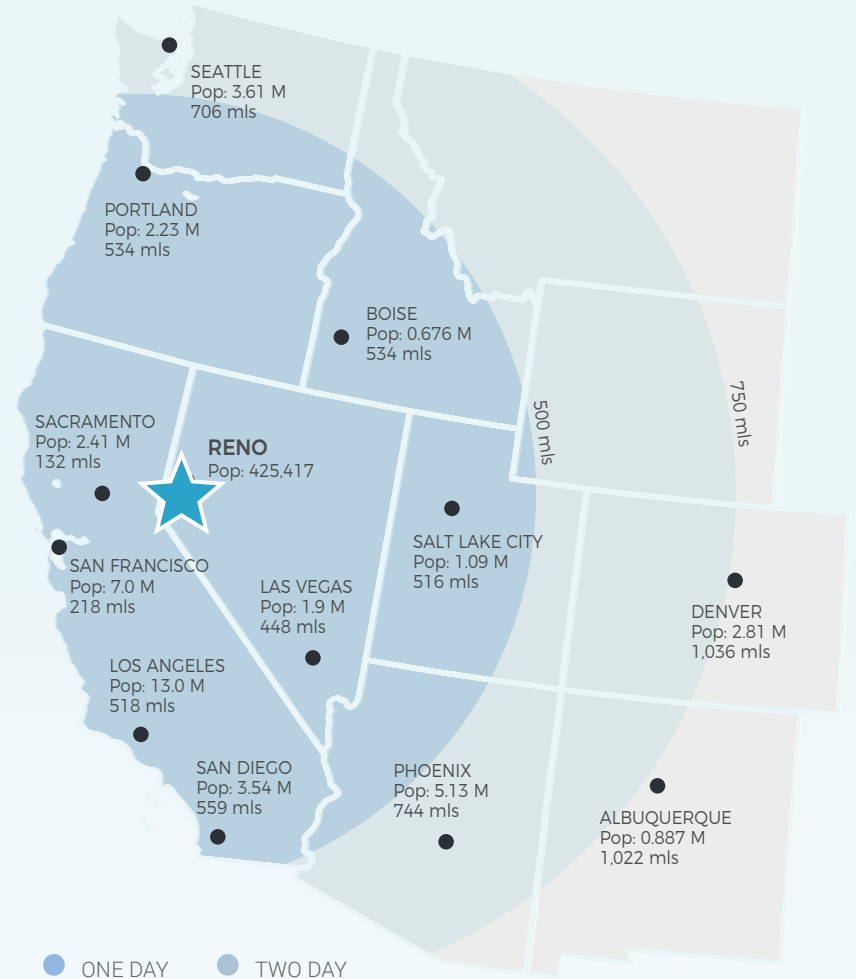 SEATTLE
Pop: 3.61 M
706 mls
PORTLAND
Pop: 2.23 M
534 mls
BOISE
Pop: 0.676 M
534 mls
500 mls
750 mls
SACRAMENTO
Pop: 2.41 M
132 mls
RENO
Pop: 425,417
SALT LAKE CITY
Pop: 1.09 M
516 mls
SAN FRANCISCO
Pop: 7.0 M
218 mls
LAS VEGAS
Pop: 1.9 M
448 mls
DENVER
Pop: 2.81 M
1,036 mls
LOS ANGELES
Pop: 13.0 M
518 mls
SAN DIEGO
Pop: 3.54 M
559 mls
PHOENIX
Pop: 5.13 M
744 mls
ALBUQUERQUE
Pop: 0.887 M
1,022 mls
ONE DAY
TWO DAY